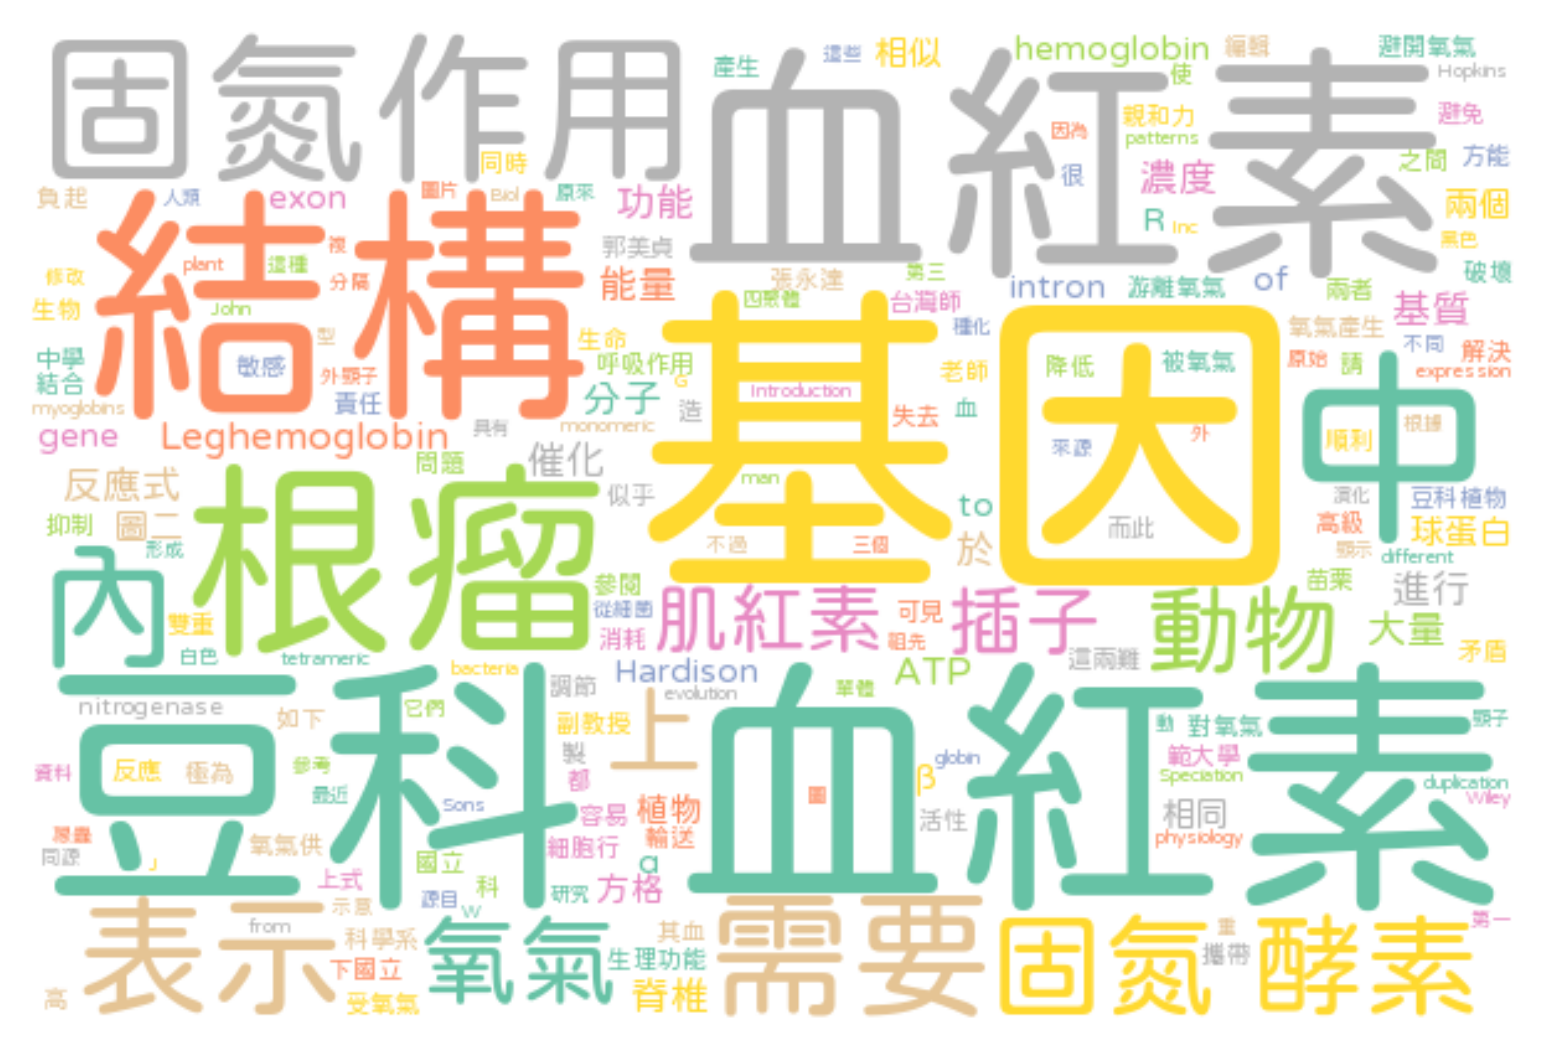 固氮作用
血紅素
產生
這些
相似
hemoglobin
編輯
避開氧氣
使
Hopkins
親和力
避免
因為
patterns
之間
方能
同時
很
濃度
負起
人類
exon
圖片
Biol
原來
功能
R
Inc
兩個
結構
郭美貞
黑色
plant
這種
複
分隔
能量
張永達
第三
intron
游離氧氣
of
兩者
破壞
修改
生物
John
四聚體
台灣師
基質
基因
種化
氧氣產生
中學
敏感
型
生命
呼吸作用
老師
降低
被氧氣
原始
請
不同
解決
expression
結合
外顯子
G
Introduction
myoglobins
責任
分子
造
失去
血
中
gene
Leghemoglobin
具有
monomeric
來源
外
順利
根據
反應式
問題
催化
man
似乎
演化
豆科植物
根瘤
to
而此
高級
球蛋白
抑制
圖二
形成
不過
三個
於
顯示
different
內
參閱
苗栗
進行
雙重
從細菌
肌紅素
可見
插子
動物
大量
消耗
祖先
矛盾
白色
tetrameric
bacteria
Hardison
ATP
這兩難
豆科
血紅素
調節
evolution
單體
nitrogenase
如下
它們
副教授
上
動
對氧氣
顯子
製
globin
範大學
資料
反應
極為
參考
都
β
Speciation
duplication
最近
Sons
圖
Wiley
容易
植物
活性
相同
輪送
physiology
同源
氧氣供
細胞行
J
國立
a
上式
源目
科
研究
方格
表示
示意
W
需要
from
科學系
氧氣
其血
固氮
酵素
重
第一
下國立
生理功能
攜帶
高
受氧氣
脊椎